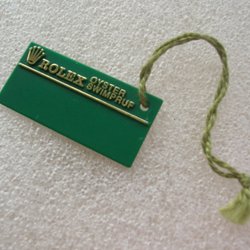 ROLEX OYSTER
SWIMPRUF